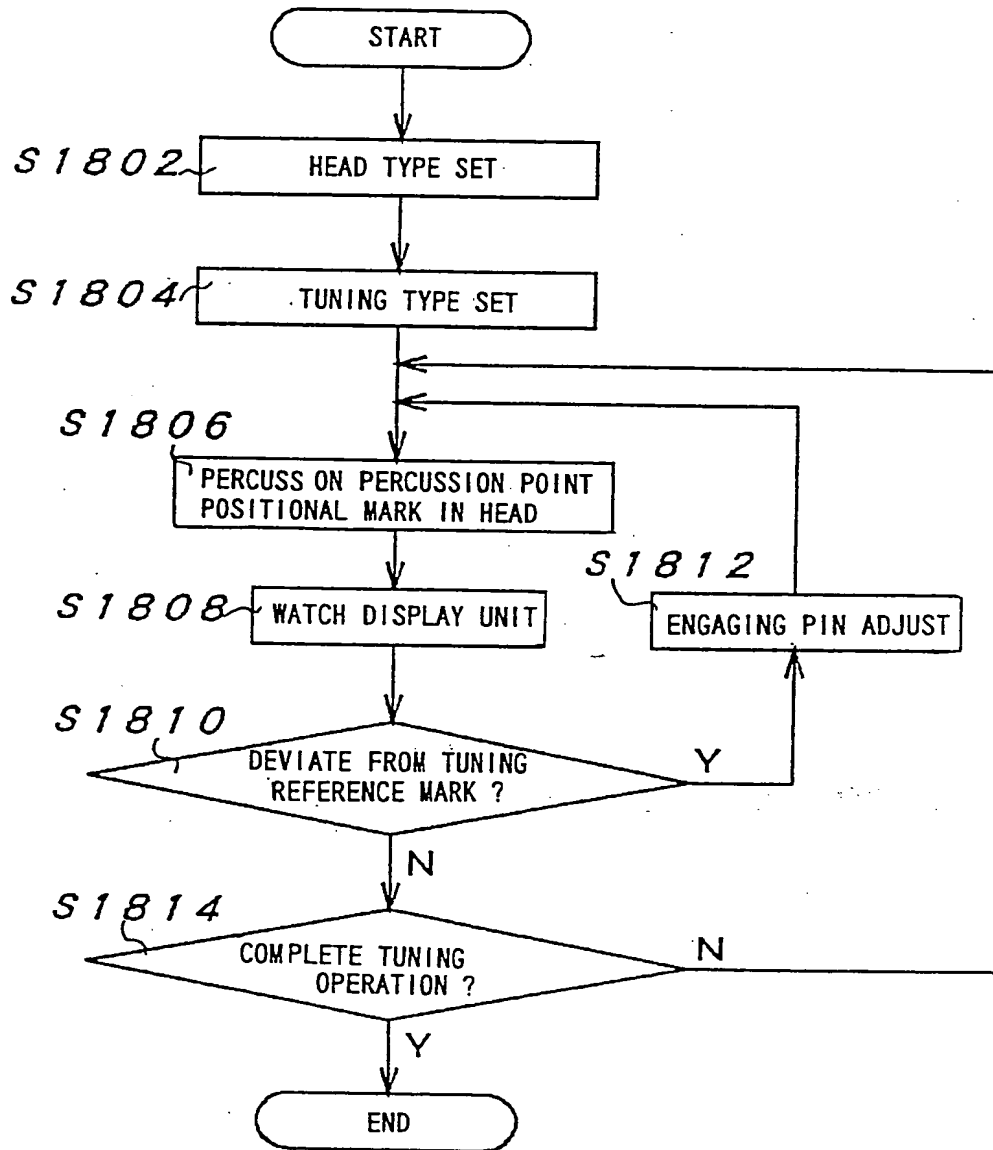 START
S1802
HEAD TYPE SET
S1804
TUNING TYPE SET
S1806
PERCUSS ON PERCUSSION POINT
POSITIONAL MARK IN HEAD
S1808
WATCH DISPLAY UNIT
S1812
ENGAGING PIN ADJUST
S1810
DEVIATE FROM TUNING
REFERENCE MARK ?
Y
N
S1814
COMPLETE TUNING
OPERATION ?
N
Y
END